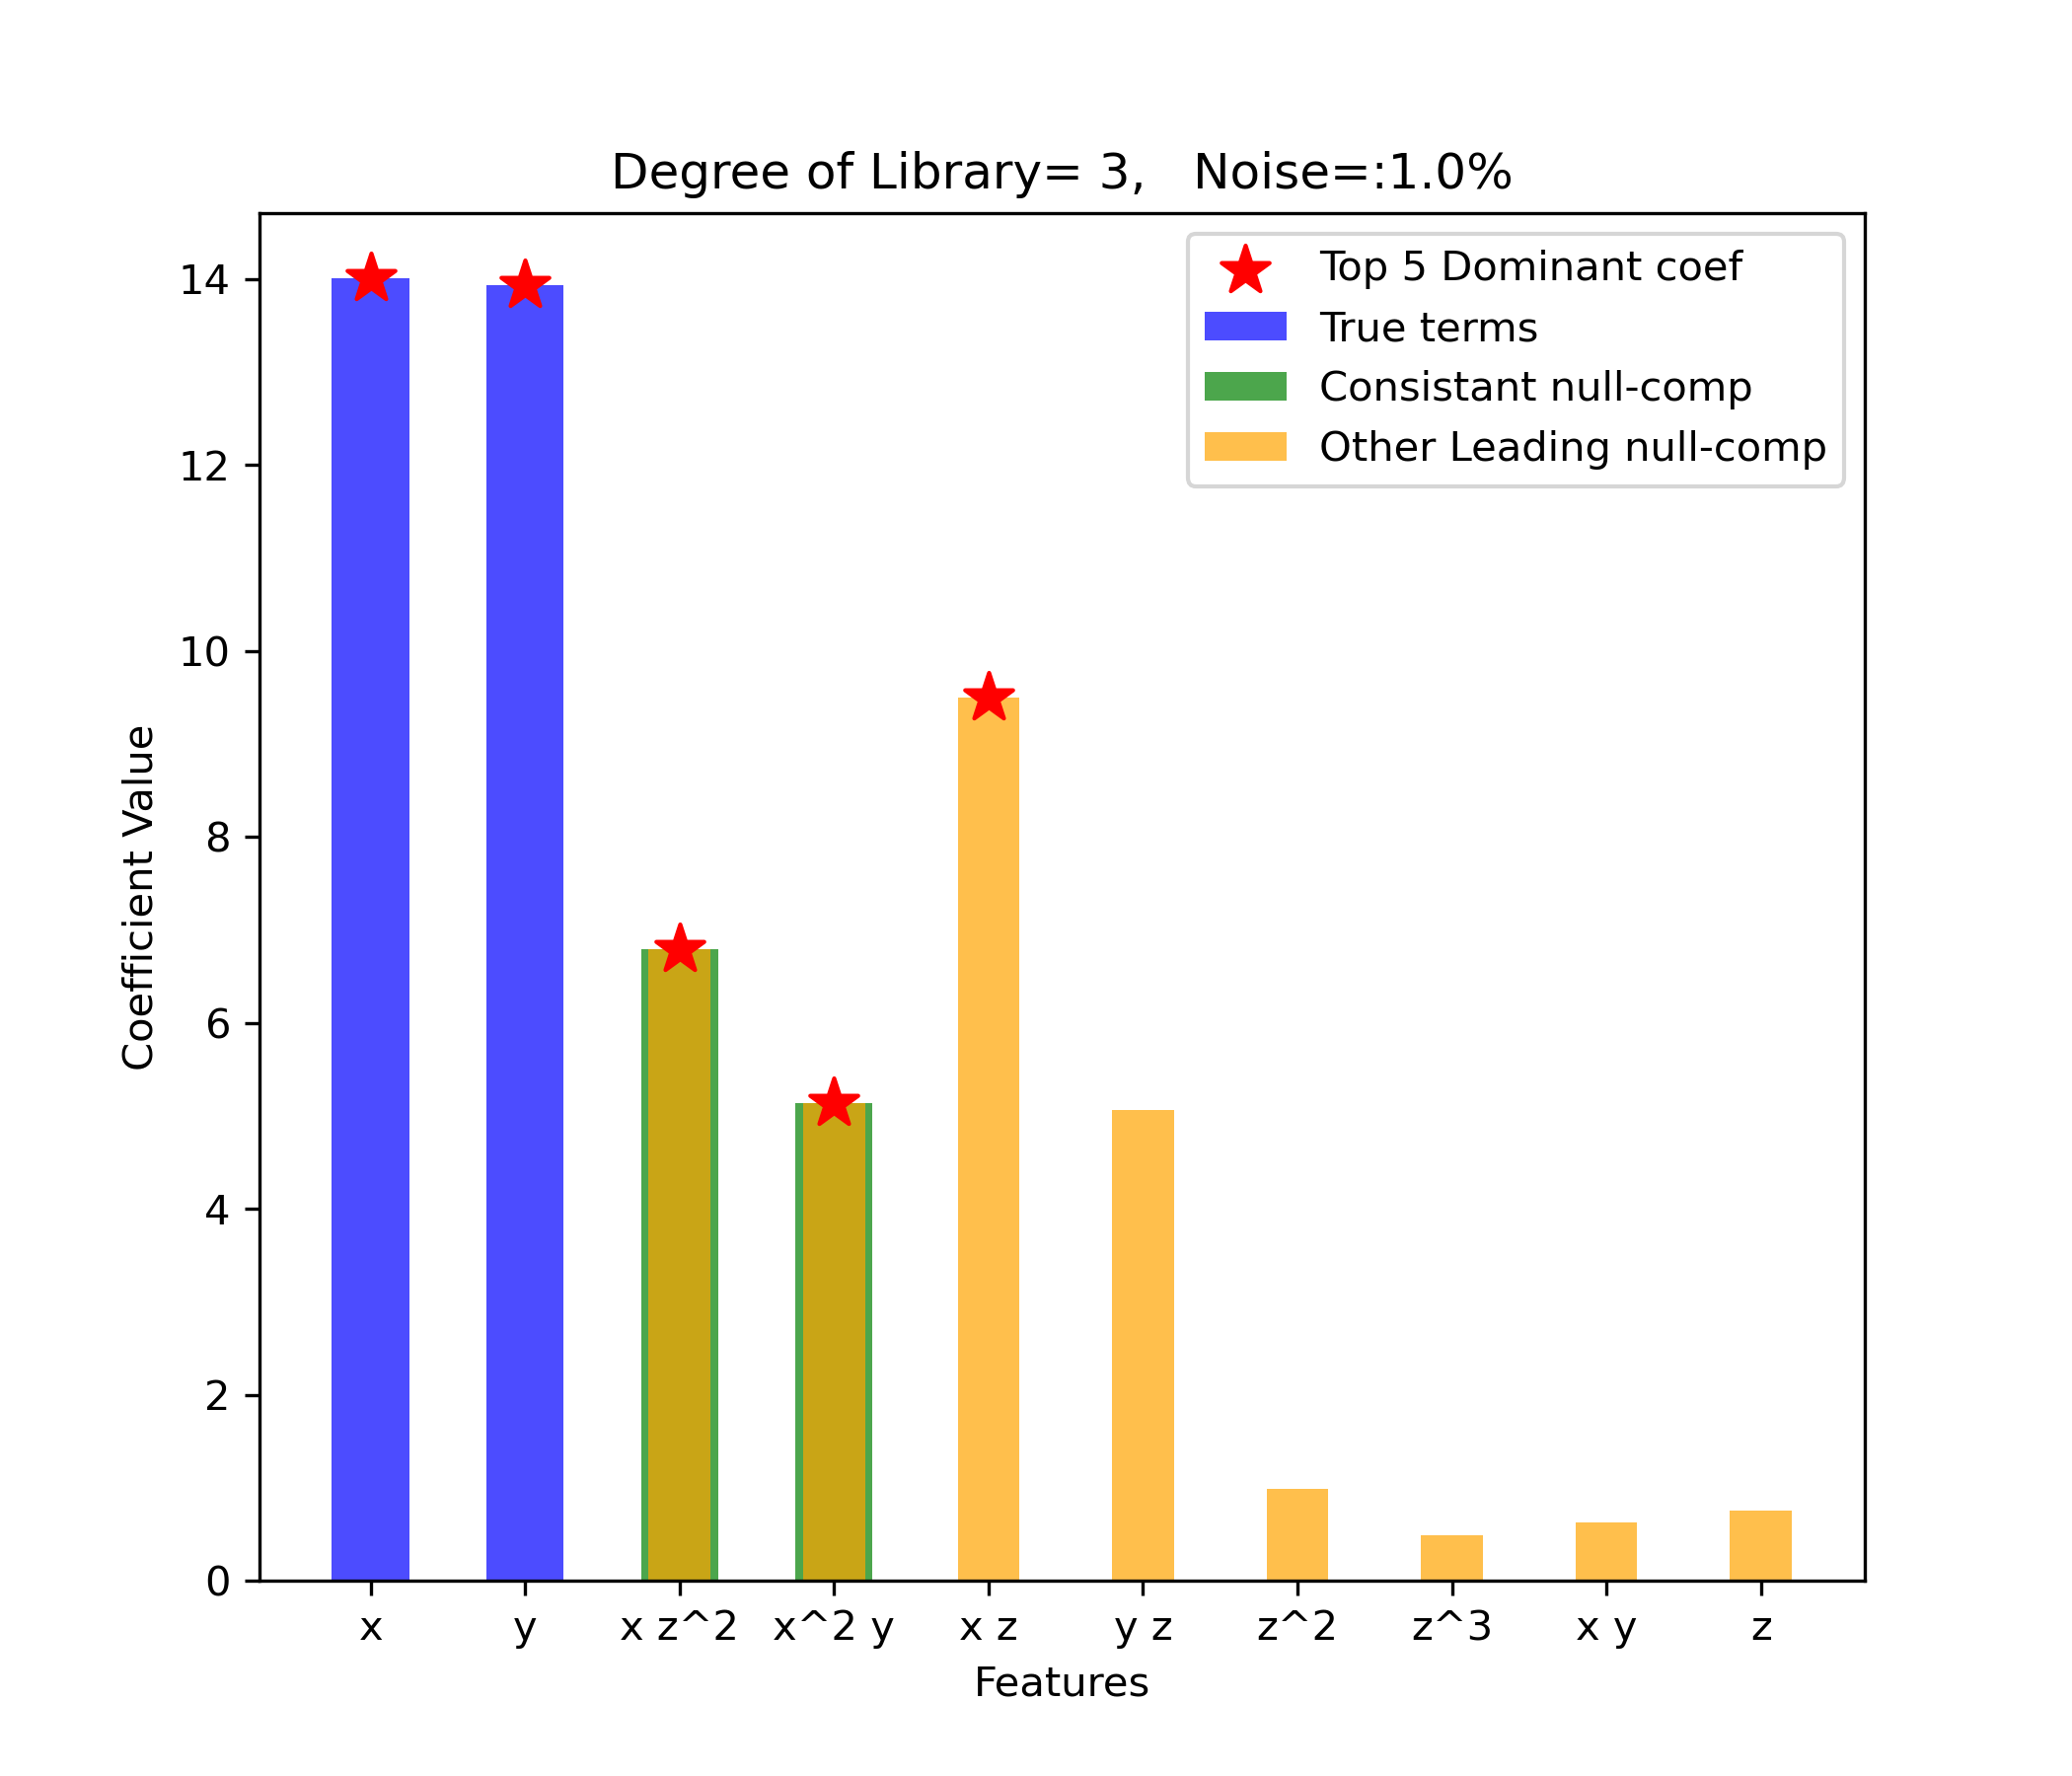 Degree of Library= 3,   Noise=:1.0%
Top 5 Dominant coef
True terms
Consistant null-comp
Other Leading null-comp
14
12
10
8
6
4
2
0
Coefficient Value
x y x z^2 x^2 y x z y z z^2 z^3 x y z
Features